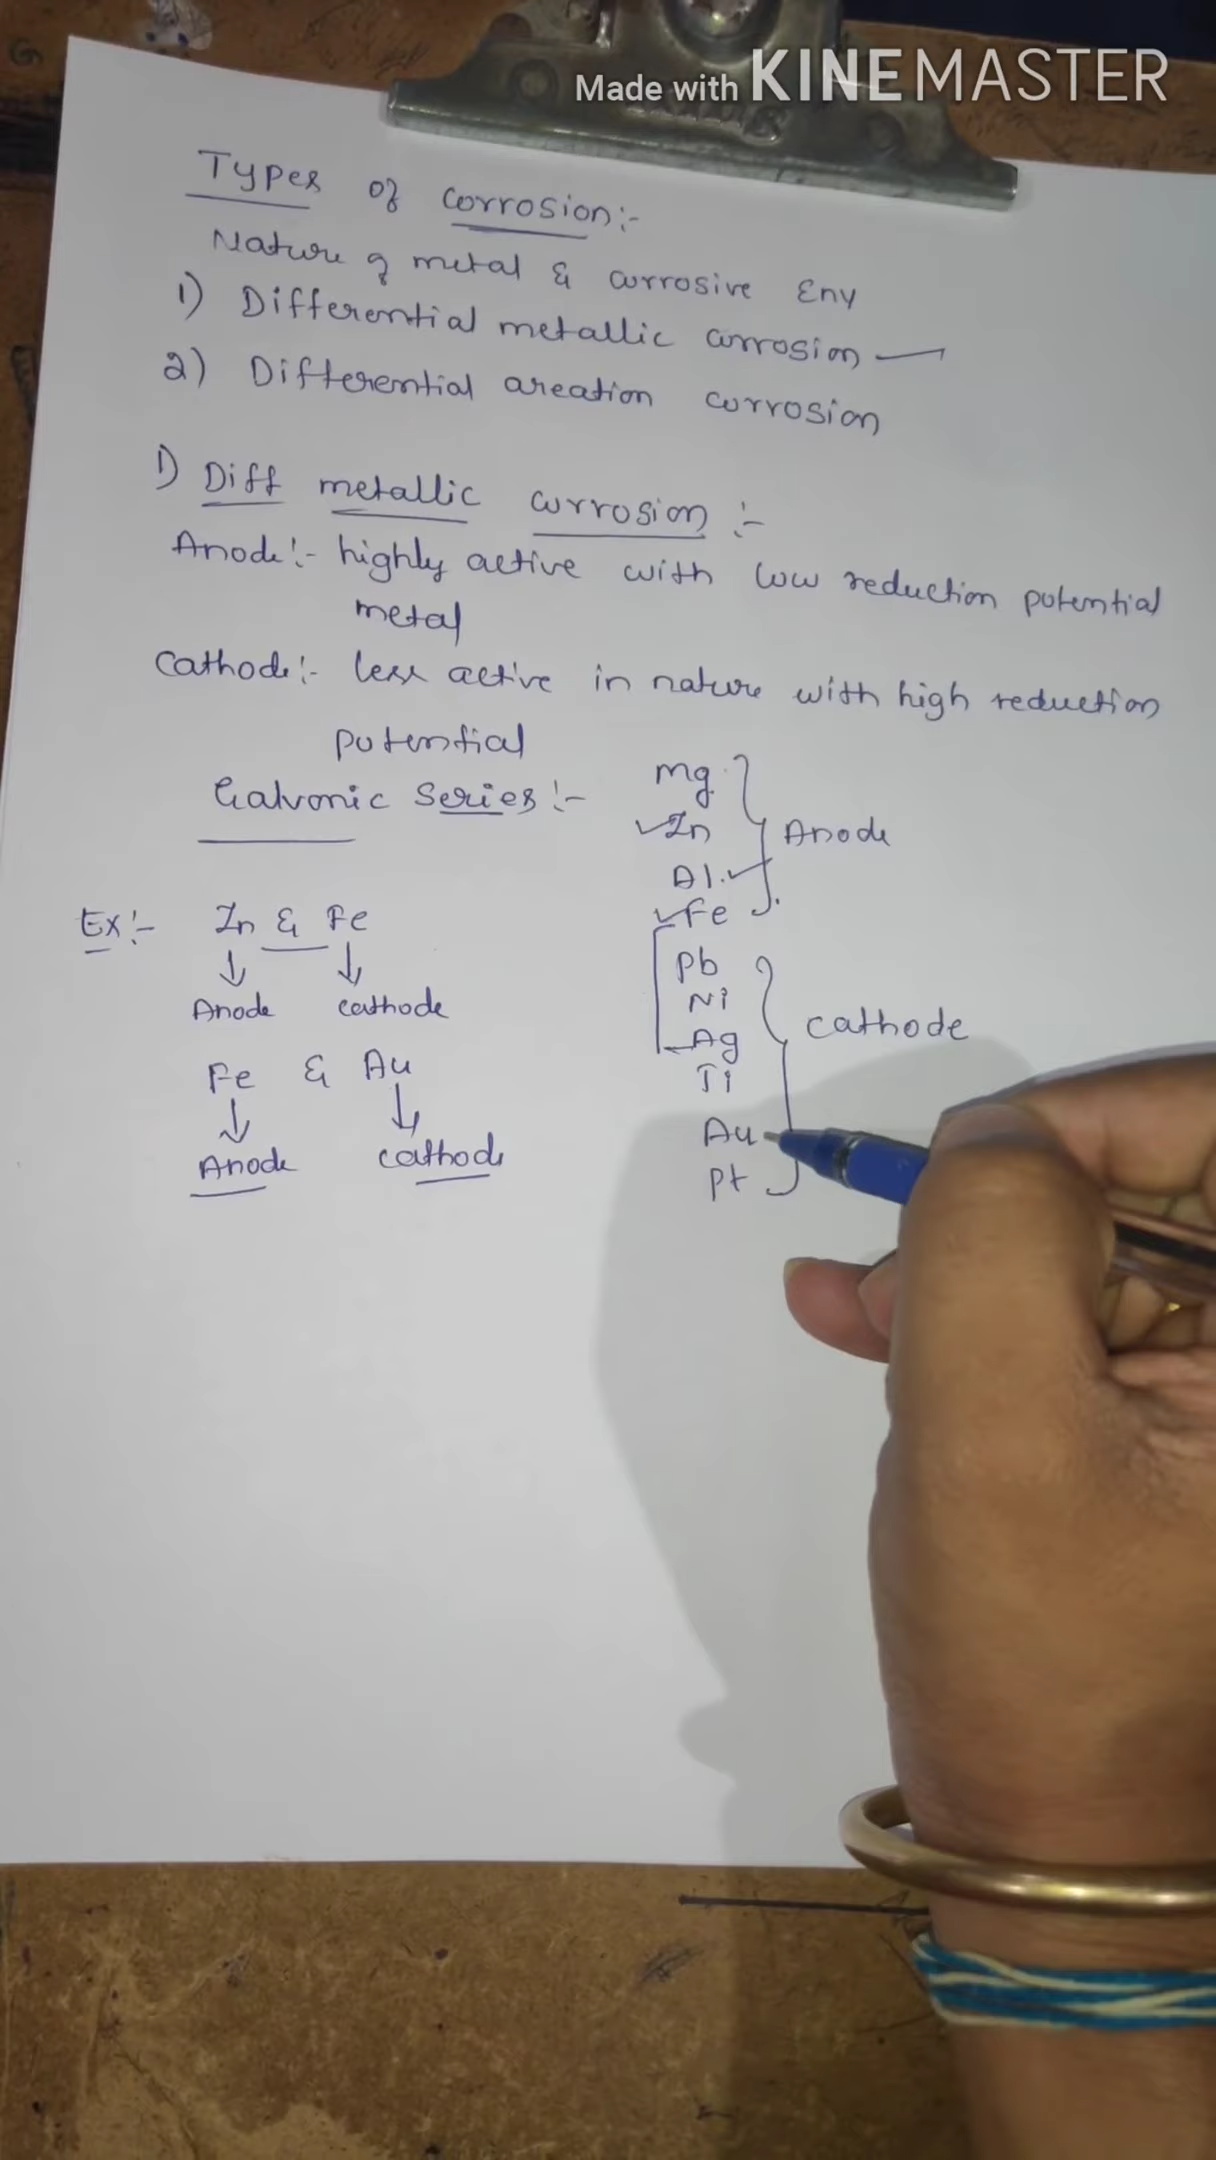 Made with KINEMASTER
Types of corrosion:-
Nature of metal & corrosive Env
1) Differential metallic corrosion —
2) Differential areation corrosion
1) Diff metallic corrosion :-
Anode:- highly active with low reduction potential
metal
Cathode:- less active in nature with high reduction
potential
Galvonic Series:-
Mg
Zn
Al.
Fe
Anode
Pb
Ni
Ag
Ti
Au
Pt
Cathode
Ex:- Zn & Fe
↓ ↓
Anode Cathode
Fe & Au
↓ ↓
Anode Cathode